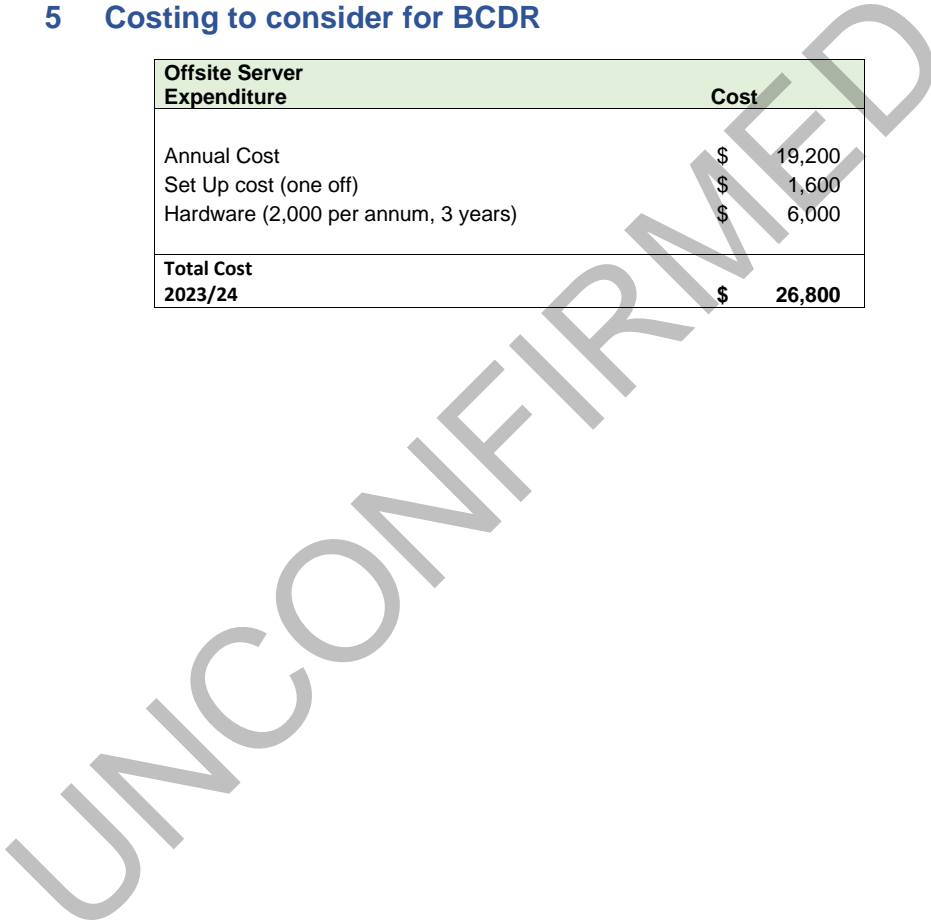 5 Costing to consider for BCDR
Offsite Server
Expenditure Cost
Annual Cost $ 19,200
Set Up cost (one off) $ 1,600
Hardware (2,000 per annum, 3 years) $ 6,000
Total Cost
2023/24 $ 26,800
UNCONFIRMED